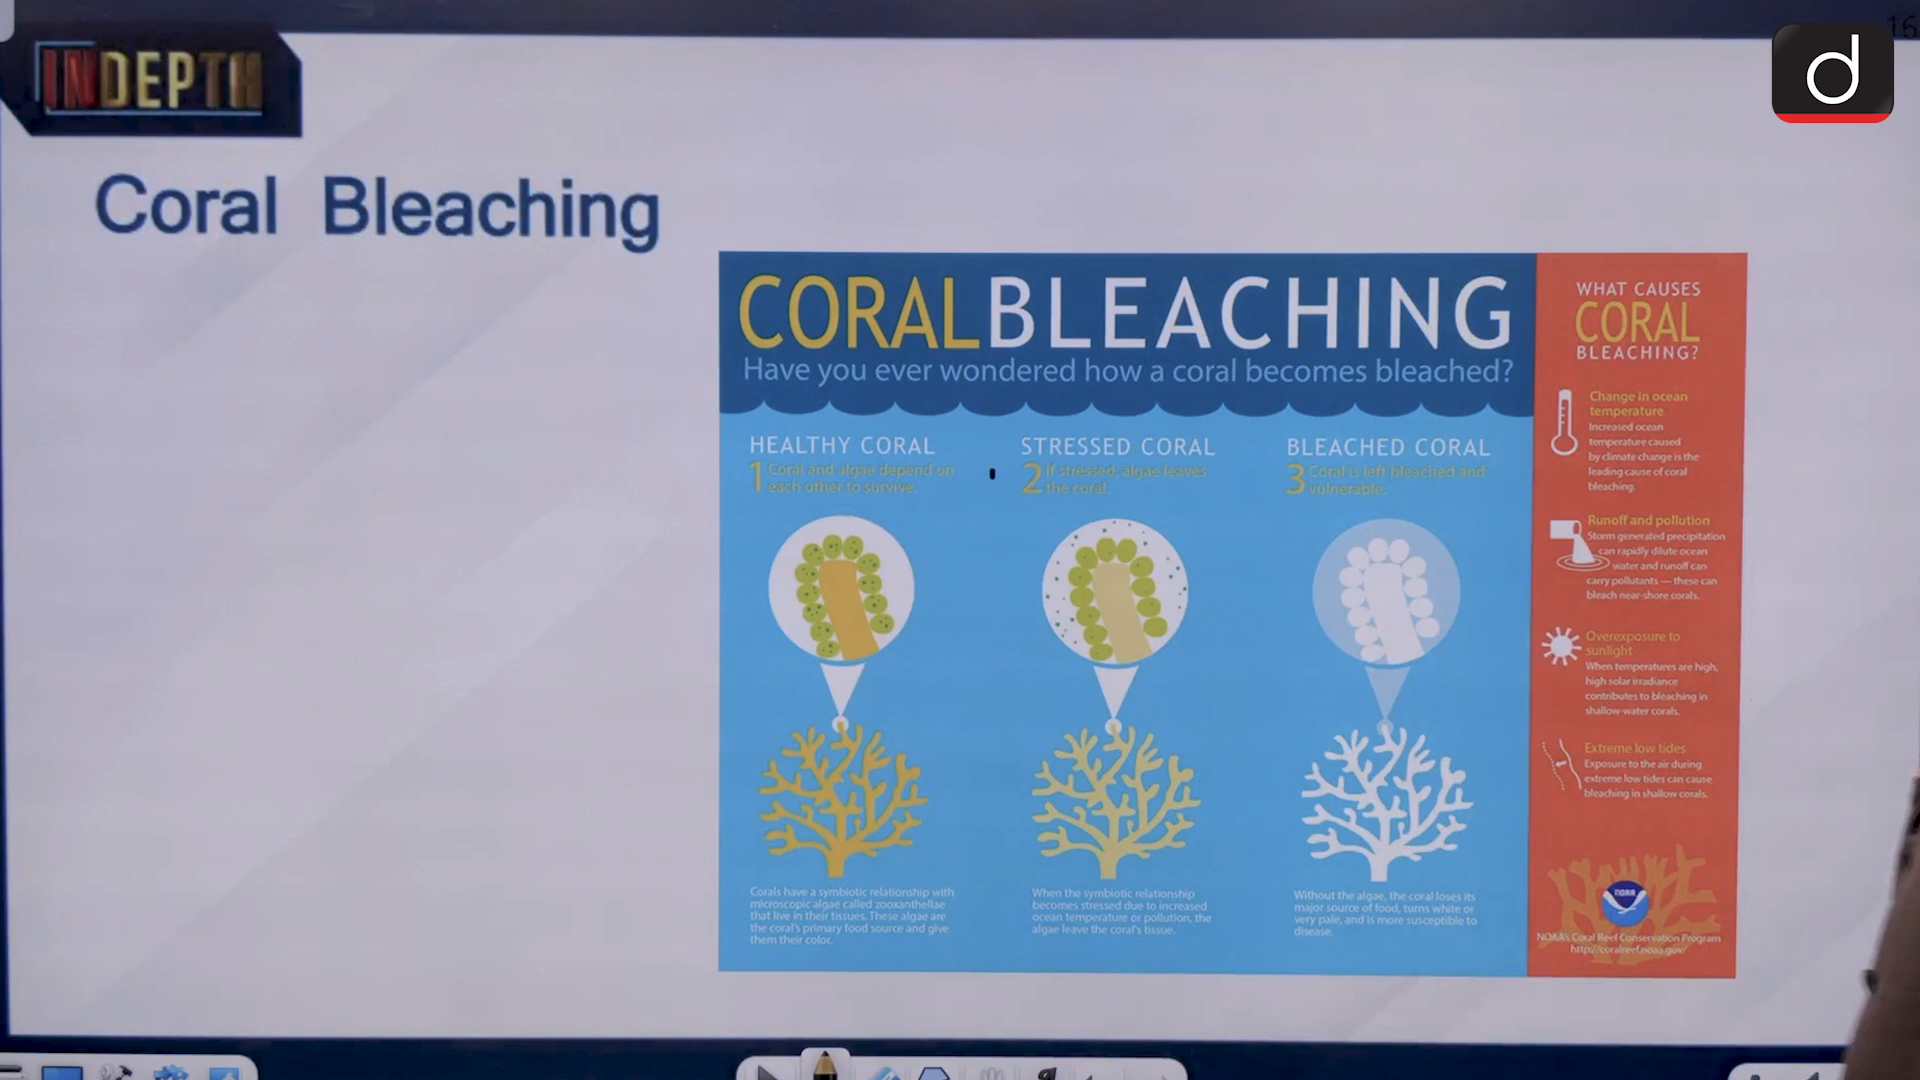 16
INDEPTH
d
Coral Bleaching
CORALBLEACHING
Have you ever wondered how a coral becomes bleached?
HEALTHY CORAL
1 Coral and algae depend on
each other to survive.
Corals have a symbiotic relationship with
microscopic algae called zooxanthellae
that live in their tissues. These algae are
the coral's primary food source and give
them their color.
STRESSED CORAL
2 If stressed, algae leaves
the coral.
When the symbiotic relationship
becomes stressed due to increased
ocean temperature or pollution, the
algae leave the coral's tissue.
BLEACHED CORAL
3 Coral is left bleached and
vulnerable.
Without the algae, the coral loses its
major source of food, turns white or
very pale, and is more susceptible to
disease.
WHAT CAUSES
CORAL
BLEACHING?
Change in ocean
temperature
Increased ocean
temperature caused
by climate change is the
leading cause of coral
bleaching.
Runoff and pollution
Storm generated precipitation
can rapidly dilute ocean
water and runoff can
carry pollutants — these can
bleach near-shore corals.
Overexposure to
sunlight
When temperatures are high,
high solar irradiance
contributes to bleaching in
shallow-water corals.
Extreme low tides
Exposure to the air during
extreme low tides can cause
bleaching in shallow corals.
NOAA
NOAA's Coral Reef Conservation Program
http://coralreef.noaa.gov/